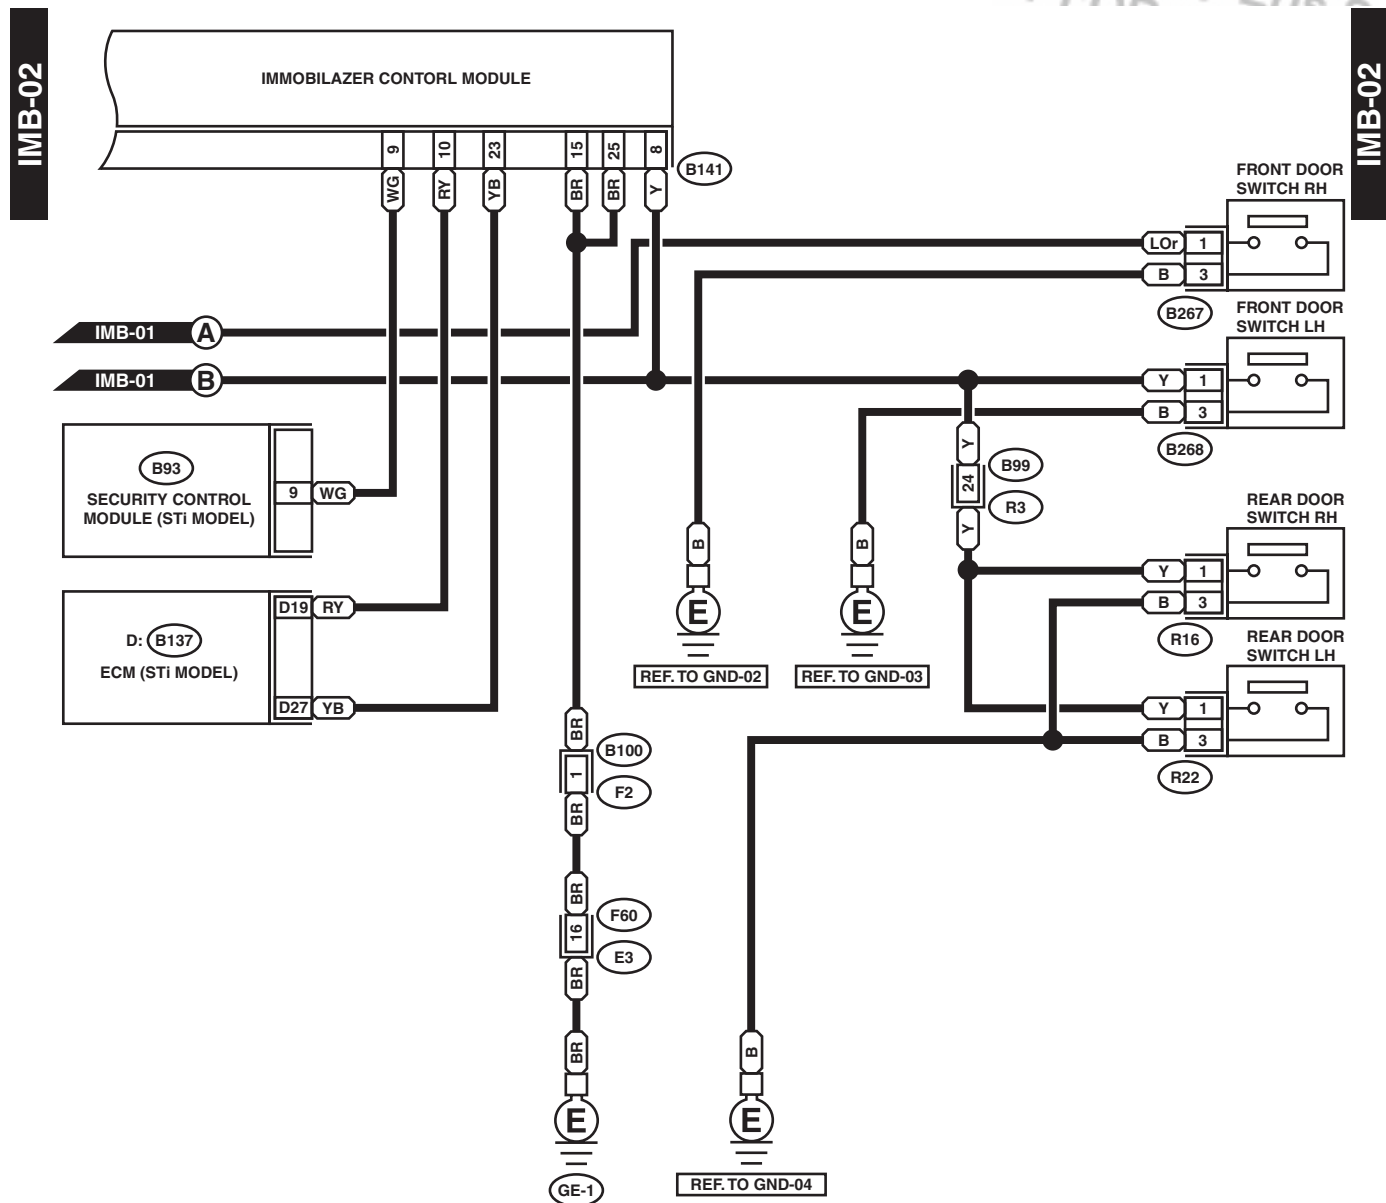 IMB-02
IMB-02
IMMOBILAZER CONTORL MODULE
9
10
23
15
25
8
B141
WG
RY
YB
BR
BR
Y
FRONT DOOR
SWITCH RH
LOr 1
B 3
B267
IMB-01 A
IMB-01 B
FRONT DOOR
SWITCH LH
Y 1
B 3
B268
B93
SECURITY CONTROL
MODULE (STi MODEL)
9 WG
Y
24
B99
R3
Y
REAR DOOR
SWITCH RH
Y 1
B 3
R16
B
E
REF. TO GND-02
B
E
REF. TO GND-03
D: B137
ECM (STi MODEL)
D19 RY
D27 YB
REAR DOOR
SWITCH LH
Y 1
B 3
R22
BR
1
B100
F2
BR
BR
16
F60
E3
BR
BR
E
GE-1
B
E
REF. TO GND-04